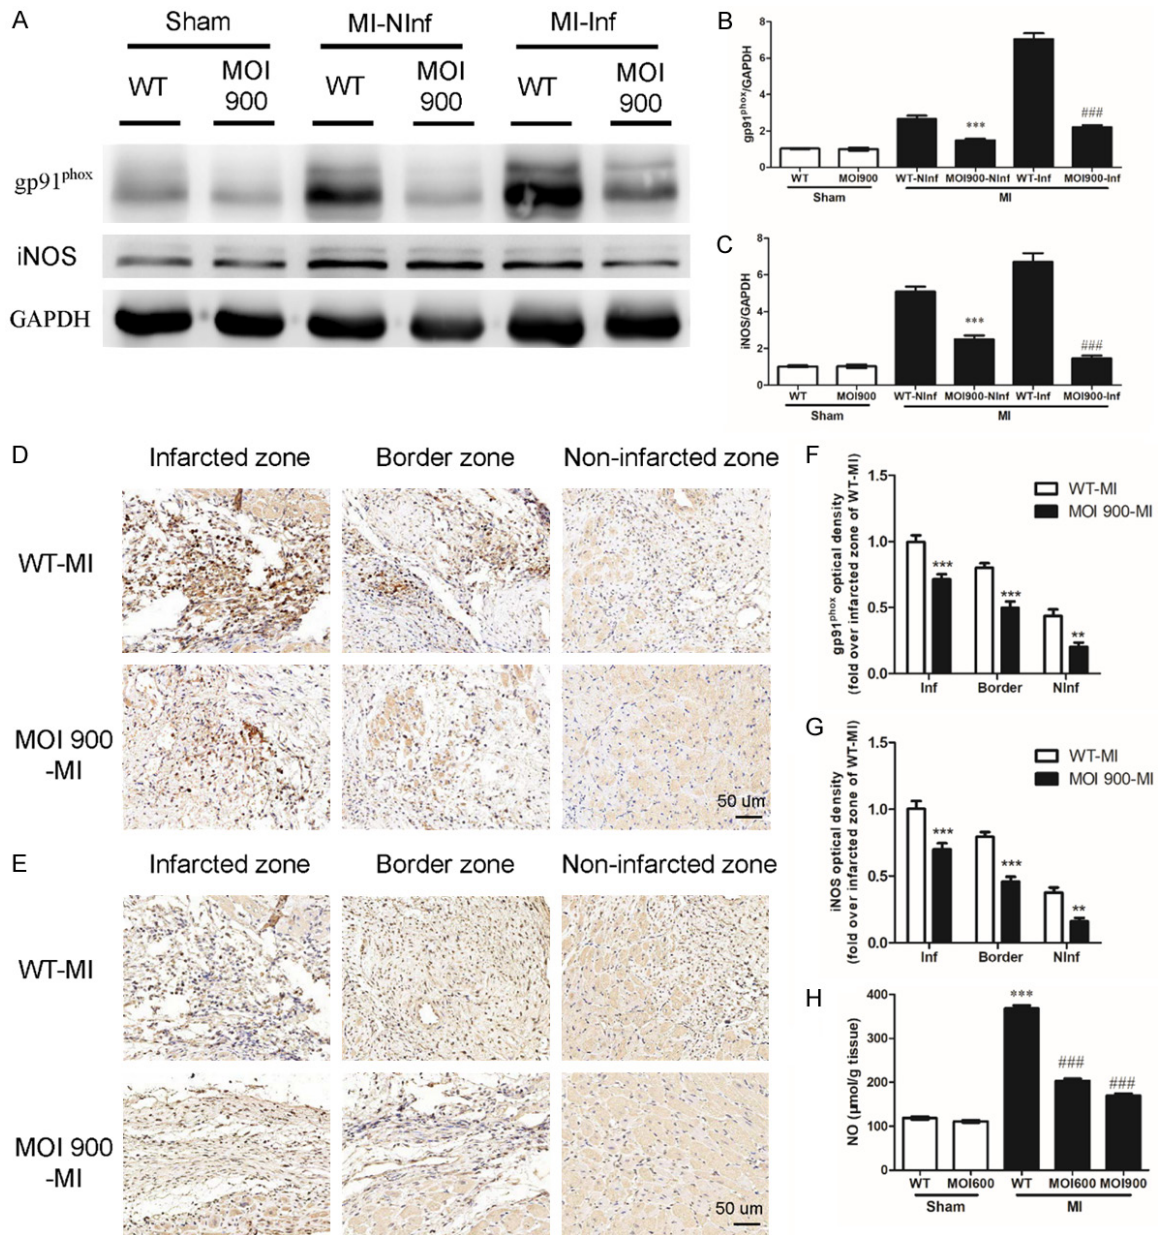 A
Sham
MI-NInf
MI-Inf
WT
MOI
900
WT
MOI
900
WT
MOI
900
gp91phox
iNOS
GAPDH
B
gp91phox/GAPDH
8
6
4
2
0
***
###
WT
MOI900
WT-NInf
MOI900-NInf
WT-Inf
MOI900-Inf
Sham
MI
C
iNOS/GAPDH
8
6
4
2
0
***
###
WT
MOI900
WT-NInf
MOI900-NInf
WT-Inf
MOI900-Inf
Sham
MI
D
Infarcted zone
Border zone
Non-infarcted zone
WT-MI
MOI 900
-MI
50 um
E
Infarcted zone
Border zone
Non-infarcted zone
WT-MI
MOI 900
-MI
50 um
F
gp91phox optical density
(fold over infarcted zone of WT-MI)
1.5
1.0
0.5
0.0
WT-MI
MOI 900-MI
***
***
**
Inf
Border
NInf
G
iNOS optical density
(fold over infarcted zone of WT-MI)
1.5
1.0
0.5
0.0
WT-MI
MOI 900-MI
***
***
**
Inf
Border
NInf
H
NO (µmol/g tissue)
400
300
200
100
0
***
###
###
WT
MOI600
WT
MOI600
MOI900
Sham
MI